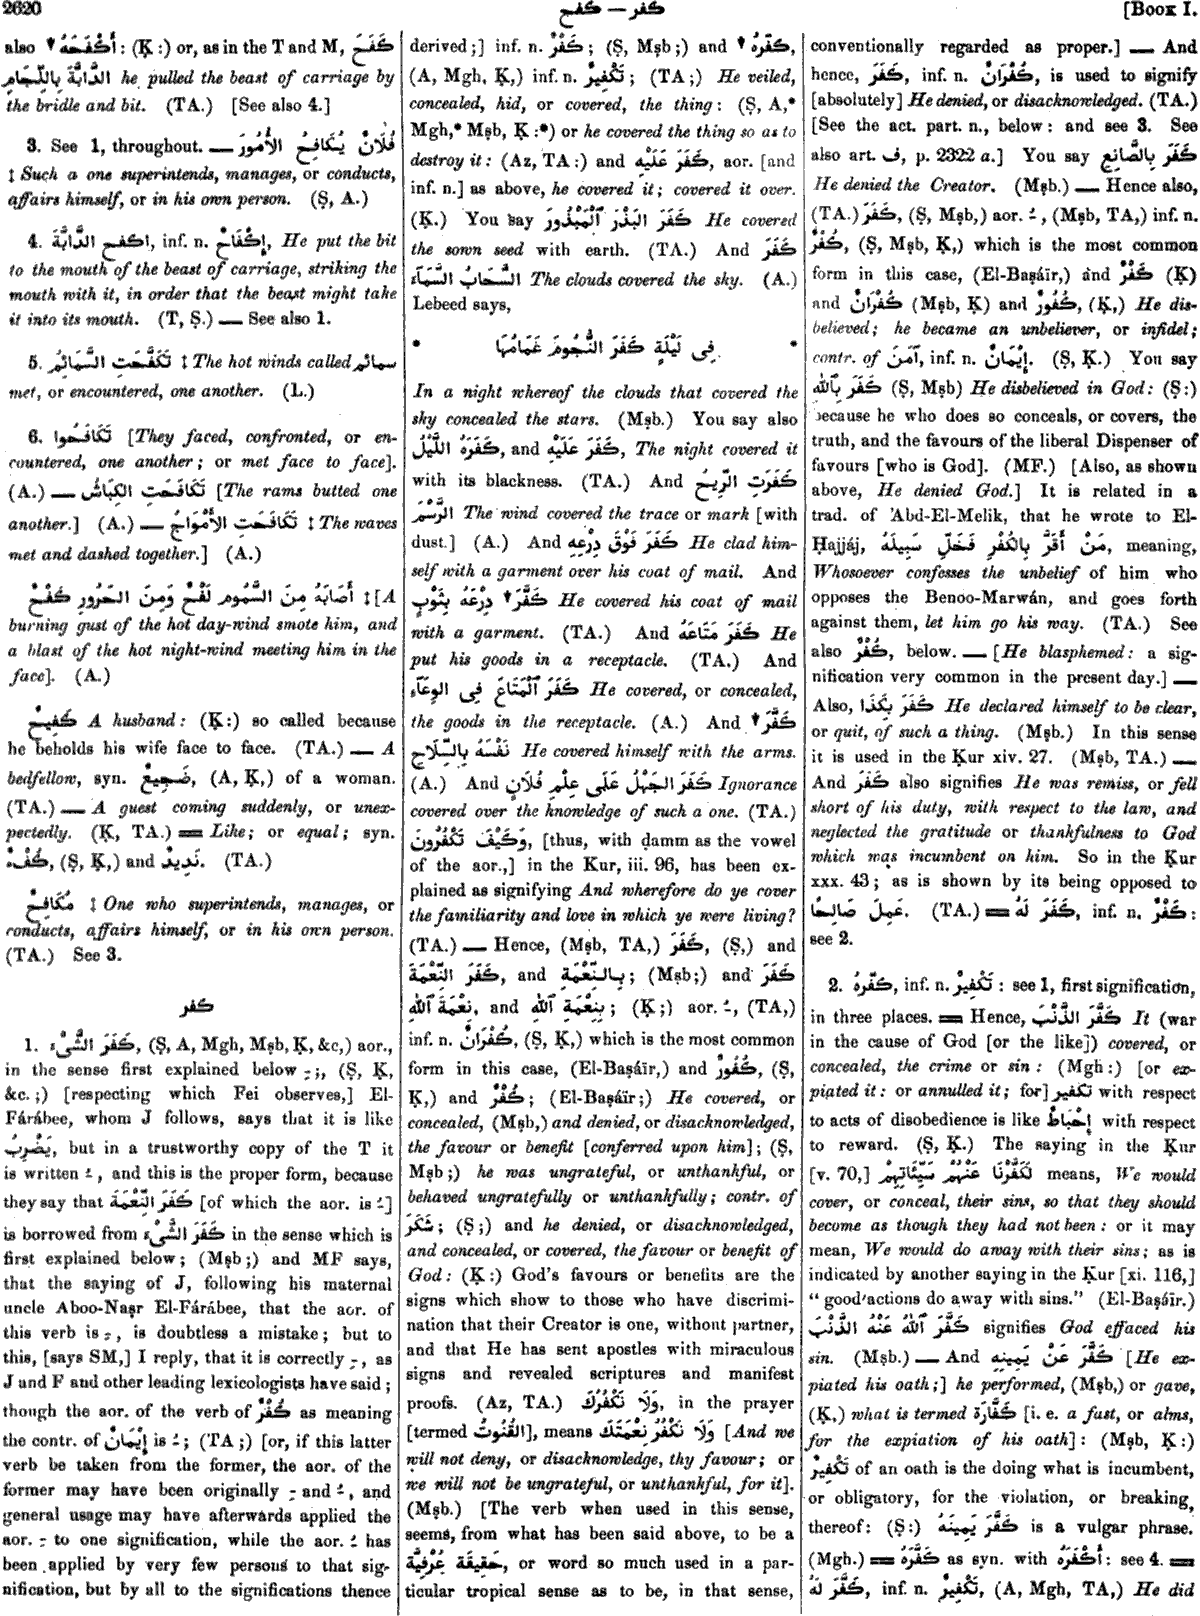 2620
كفر — كفح
[BOOK I.
also ▼ أَكْفَحَهُ : (Ḳ :) or, as in the T and M, كَفَحَ
الدَّابَّةَ بِاللِّجَامِ he pulled the beast of carriage by
the bridle and bit. (TA.) [See also 4.]
3. See 1, throughout. — فُلَانٌ يُكَافِحُ الأُمُورَ
‡ Such a one superintends, manages, or conducts,
affairs himself, or in his own person. (Ṣ, A.)
4. اكفح الدَّابَّةَ, inf. n. إِكْفَاحٌ, He put the bit
to the mouth of the beast of carriage, striking the
mouth with it, in order that the beast might take
it into its mouth. (T, Ṣ.) — See also 1.
5. تَكَفَّحَتِ السَّمَائِمُ ‡ The hot winds called سمائم
met, or encountered, one another. (L.)
6. تَكَافَحُوا [They faced, confronted, or en-
countered, one another; or met face to face].
(A.) — تَكَافَحَتِ الكِبَاشُ [The rams butted one
another.] (A.) — تَكَافَحَتِ الأَمْوَاجُ ‡ The waves
met and dashed together.] (A.)
أَصَابَهُ مِنَ السَّمُومِ لَفْحٌ وَمِنَ الحَرُورِ كَفْحٌ ‡ [A
burning gust of the hot day-wind smote him, and
a blast of the hot night-wind meeting him in the
face]. (A.)
كَفِيحٌ A husband: (Ḳ :) so called because
he beholds his wife face to face. (TA.) — A
bedfellow, syn. ضَجِيعٌ, (A, Ḳ,) of a woman.
(TA.) — A guest coming suddenly, or unex-
pectedly. (Ḳ, TA.) = Like; or equal; syn.
كُفْءٌ, (Ṣ, Ḳ,) and نَدِيدٌ. (TA.)
مُكَافِحٌ ‡ One who superintends, manages, or
conducts, affairs himself, or in his own person.
(TA.) See 3.
كفر
1. كَفَرَ الشَّىْءَ, (Ṣ, A, Mgh, Mṣb, Ḳ, &c,) aor.,
in the sense first explained below ـِ ;, (Ṣ, Ḳ,
&c. ;) [respecting which Fei observes,] El-
Fárábee, whom J follows, says that it is like
يَضْرِبُ, but in a trustworthy copy of the T it
is written ـُ, and this is the proper form, because
they say that كَفَرَ النِّعْمَةَ [of which the aor. is ـُ]
is borrowed from كَفَرَ الشَّىْءَ in the sense which is
first explained below; (Mṣb ;) and MF says,
that the saying of J, following his maternal
uncle Aboo-Naṣr El-Fárábee, that the aor. of
this verb is ـِ, is doubtless a mistake; but to
this, [says SM,] I reply, that it is correctly ـِ, as
J and F and other leading lexicologists have said;
though the aor. of the verb of كُفْرٌ as meaning
the contr. of إِيْمَانٌ is ـُ; (TA ;) [or, if this latter
verb be taken from the former, the aor. of the
former may have been originally ـِ and ـُ, and
general usage may have afterwards applied the
aor. ـِ to one signification, while the aor. ـُ has
been applied by very few persons to that sig-
nification, but by all to the significations thence
derived;] inf. n. كَفْرٌ; (Ṣ, Mṣb ;) and ▼ كفّرهُ,
(A, Mgh, Ḳ,) inf. n. تَكْفِيرٌ; (TA ;) He veiled,
concealed, hid, or covered, the thing: (Ṣ, A,*
Mgh,* Mṣb, Ḳ :*) or he covered the thing so as to
destroy it: (Az, TA :) and كَفَرَ عَلَيْهِ, aor. [and
inf. n.] as above, he covered it; covered it over.
(Ḳ.) You say كَفَرَ البَذْرَ ٱلْمَبْذُورَ He covered
the sown seed with earth. (TA.) And كَفَرَ
السَّحَابُ السَّمَآءَ The clouds covered the sky. (A.)
Lebeed says,
* فِى لَيْلَةٍ كَفَرَ النُّجُومَ غَمَامُهَا *
In a night whereof the clouds that covered the
sky concealed the stars. (Mṣb.) You say also
كَفَرَهُ اللَّيْلُ, and كَفَرَ عَلَيْهِ, The night covered it
with its blackness. (TA.) And كَفَرَتِ الرِّيحُ
الرَّسْمَ The wind covered the trace or mark [with
dust.] (A.) And كَفَرَ فَوْقَ دِرْعِهِ He clad him-
self with a garment over his coat of mail. And
▼ كَفَّرَ دِرْعَهُ بِثَوْبٍ He covered his coat of mail
with a garment. (TA.) And كَفَرَ مَتَاعَهُ He
put his goods in a receptacle. (TA.) And
كَفَرَ ٱلْمَتَاعَ فِى الوِعَآءِ He covered, or concealed,
the goods in the receptacle. (A.) And ▼ كَفَّرَ
نَفْسَهُ بِالسِّلَاحِ He covered himself with the arms.
(A.) And كَفَرَ الجَهْلُ عَلَى عِلْمِ فُلَانٍ Ignorance
covered over the knowledge of such a one. (TA.)
وَكَيْفَ تَكْفُرُونَ, [thus, with damm as the vowel
of the aor.,] in the Kur, iii. 96, has been ex-
plained as signifying And wherefore do ye cover
the familiarity and love in which ye were living?
(TA.) — Hence, (Mṣb, TA,) كَفَرَ, (Ṣ,) and
كَفَرَ النِّعْمَةَ, and بِالنِّعْمَةِ; (Mṣb;) and كَفَرَ
نِعْمَةَ ٱللّٰهِ, and بِنِعْمَةِ ٱللّٰهِ; (Ḳ ;) aor. ـُ, (TA,)
inf. n. كُفْرَانٌ, (Ṣ, Ḳ,) which is the most common
form in this case, (El-Baṣáïr,) and كُفُورٌ, (Ṣ,
Ḳ,) and كُفْرٌ; (El-Baṣáïr ;) He covered, or
concealed, (Mṣb,) and denied, or disacknowledged,
the favour or benefit [conferred upon him]; (Ṣ,
Mṣb ;) he was ungrateful, or unthankful, or
behaved ungratefully or unthankfully; contr. of
شَكَرَ; (Ṣ ;) and he denied, or disacknowledged,
and concealed, or covered, the favour or benefit of
God: (Ḳ :) God's favours or benefits are the
signs which show to those who have discrimi-
nation that their Creator is one, without partner,
and that He has sent apostles with miraculous
signs and revealed scriptures and manifest
proofs. (Az, TA.) وَلَا نَكْفُرُكَ, in the prayer
[termed القُنُوتُ], means وَلَا نَكْفُرُ نِعْمَتَكَ [And we
will not deny, or disacknowledge, thy favour; or
we will not be ungrateful, or unthankful, for it].
(Mṣb.) [The verb when used in this sense,
seems, from what has been said above, to be a
حَقِيقَة عُرْفِيَّة, or word so much used in a par-
ticular tropical sense as to be, in that sense,
conventionally regarded as proper.] — And
hence, كَفَرَ, inf. n. كُفْرَانٌ, is used to signify
[absolutely] He denied, or disacknowledged. (TA.)
[See the act. part. n., below: and see 3. See
also art. ف, p. 2322 a.] You say كَفَرَ بِالصَّانِعِ
He denied the Creator. (Mṣb.) — Hence also,
(TA.) كَفَرَ, (Ṣ, Mṣb,) aor. ـُ, (Mṣb, TA,) inf. n.
كُفْرٌ, (Ṣ, Mṣb, Ḳ,) which is the most common
form in this case, (El-Baṣáïr,) and كَفْرٌ (Ḳ)
and كُفْرَانٌ (Mṣb, Ḳ) and كُفُورٌ, (Ḳ,) He dis-
believed; he became an unbeliever, or infidel;
contr. of آمَنَ, inf. n. إِيْمَانٌ. (Ṣ, Ḳ.) You say
كَفَرَ بِٱللّٰهِ (Ṣ, Mṣb) He disbelieved in God: (Ṣ :)
because he who does so conceals, or covers, the
truth, and the favours of the liberal Dispenser of
favours [who is God]. (MF.) [Also, as shown
above, He denied God.] It is related in a
trad. of 'Abd-El-Melik, that he wrote to El-
Ḥajjáj, مَنْ أَقَرَّ بِالكُفْرِ فَخَلِّ سَبِيلَهُ, meaning,
Whosoever confesses the unbelief of him who
opposes the Benoo-Marwán, and goes forth
against them, let him go his way. (TA.) See
also كُفْرٌ, below. — [He blasphemed: a sig-
nification very common in the present day.] —
Also, كَفَرَ بِكَذَا He declared himself to be clear,
or quit, of such a thing. (Mṣb.) In this sense
it is used in the Ḳur xiv. 27. (Mṣb, TA.) —
And كَفَرَ also signifies He was remiss, or fell
short of his duty, with respect to the law, and
neglected the gratitude or thankfulness to God
which was incumbent on him. So in the Ḳur
xxx. 43; as is shown by its being opposed to
عَمِلَ صَالِحًا. (TA.) = كَفَرَ لَهُ, inf. n. كَفْرٌ:
see 2.
2. كفّرهُ, inf. n. تَكْفِيرٌ: see 1, first signification,
in three places. = Hence, كَفَّرَ الذَّنْبَ It (war
in the cause of God [or the like]) covered, or
concealed, the crime or sin: (Mgh :) [or ex-
piated it: or annulled it; for] تكفير with respect
to acts of disobedience is like إِحْبَاطٌ with respect
to reward. (Ṣ, Ḳ.) The saying in the Ḳur
[v. 70,] لَكَفَّرْنَا عَنْهُمْ سَيِّئَاتِهِمْ means, We would
cover, or conceal, their sins, so that they should
become as though they had not been: or it may
mean, We would do away with their sins; as is
indicated by another saying in the Ḳur [xi. 116,]
"good actions do away with sins." (El-Baṣáïr.)
كَفَّرَ ٱللّٰهُ عَنْهُ الذَّنْبَ signifies God effaced his
sin. (Mṣb.) — And كَفَّرَ عَنْ يَمِينِهِ [He ex-
piated his oath;] he performed, (Mṣb,) or gave,
(Ḳ,) what is termed كَفَّارَة [i. e. a fast, or alms,
for the expiation of his oath]: (Mṣb, Ḳ :)
تَكْفِيرٌ of an oath is the doing what is incumbent,
or obligatory, for the violation, or breaking,
thereof: (Ṣ :) كَفَّرَ يَمِينَهُ is a vulgar phrase.
(Mgh.) = كَفَّرَهُ as syn. with أَكْفَرَهُ: see 4. =
كَفَّرَ لَهُ, inf. n. تَكْفِيرٌ, (A, Mgh, TA,) He did